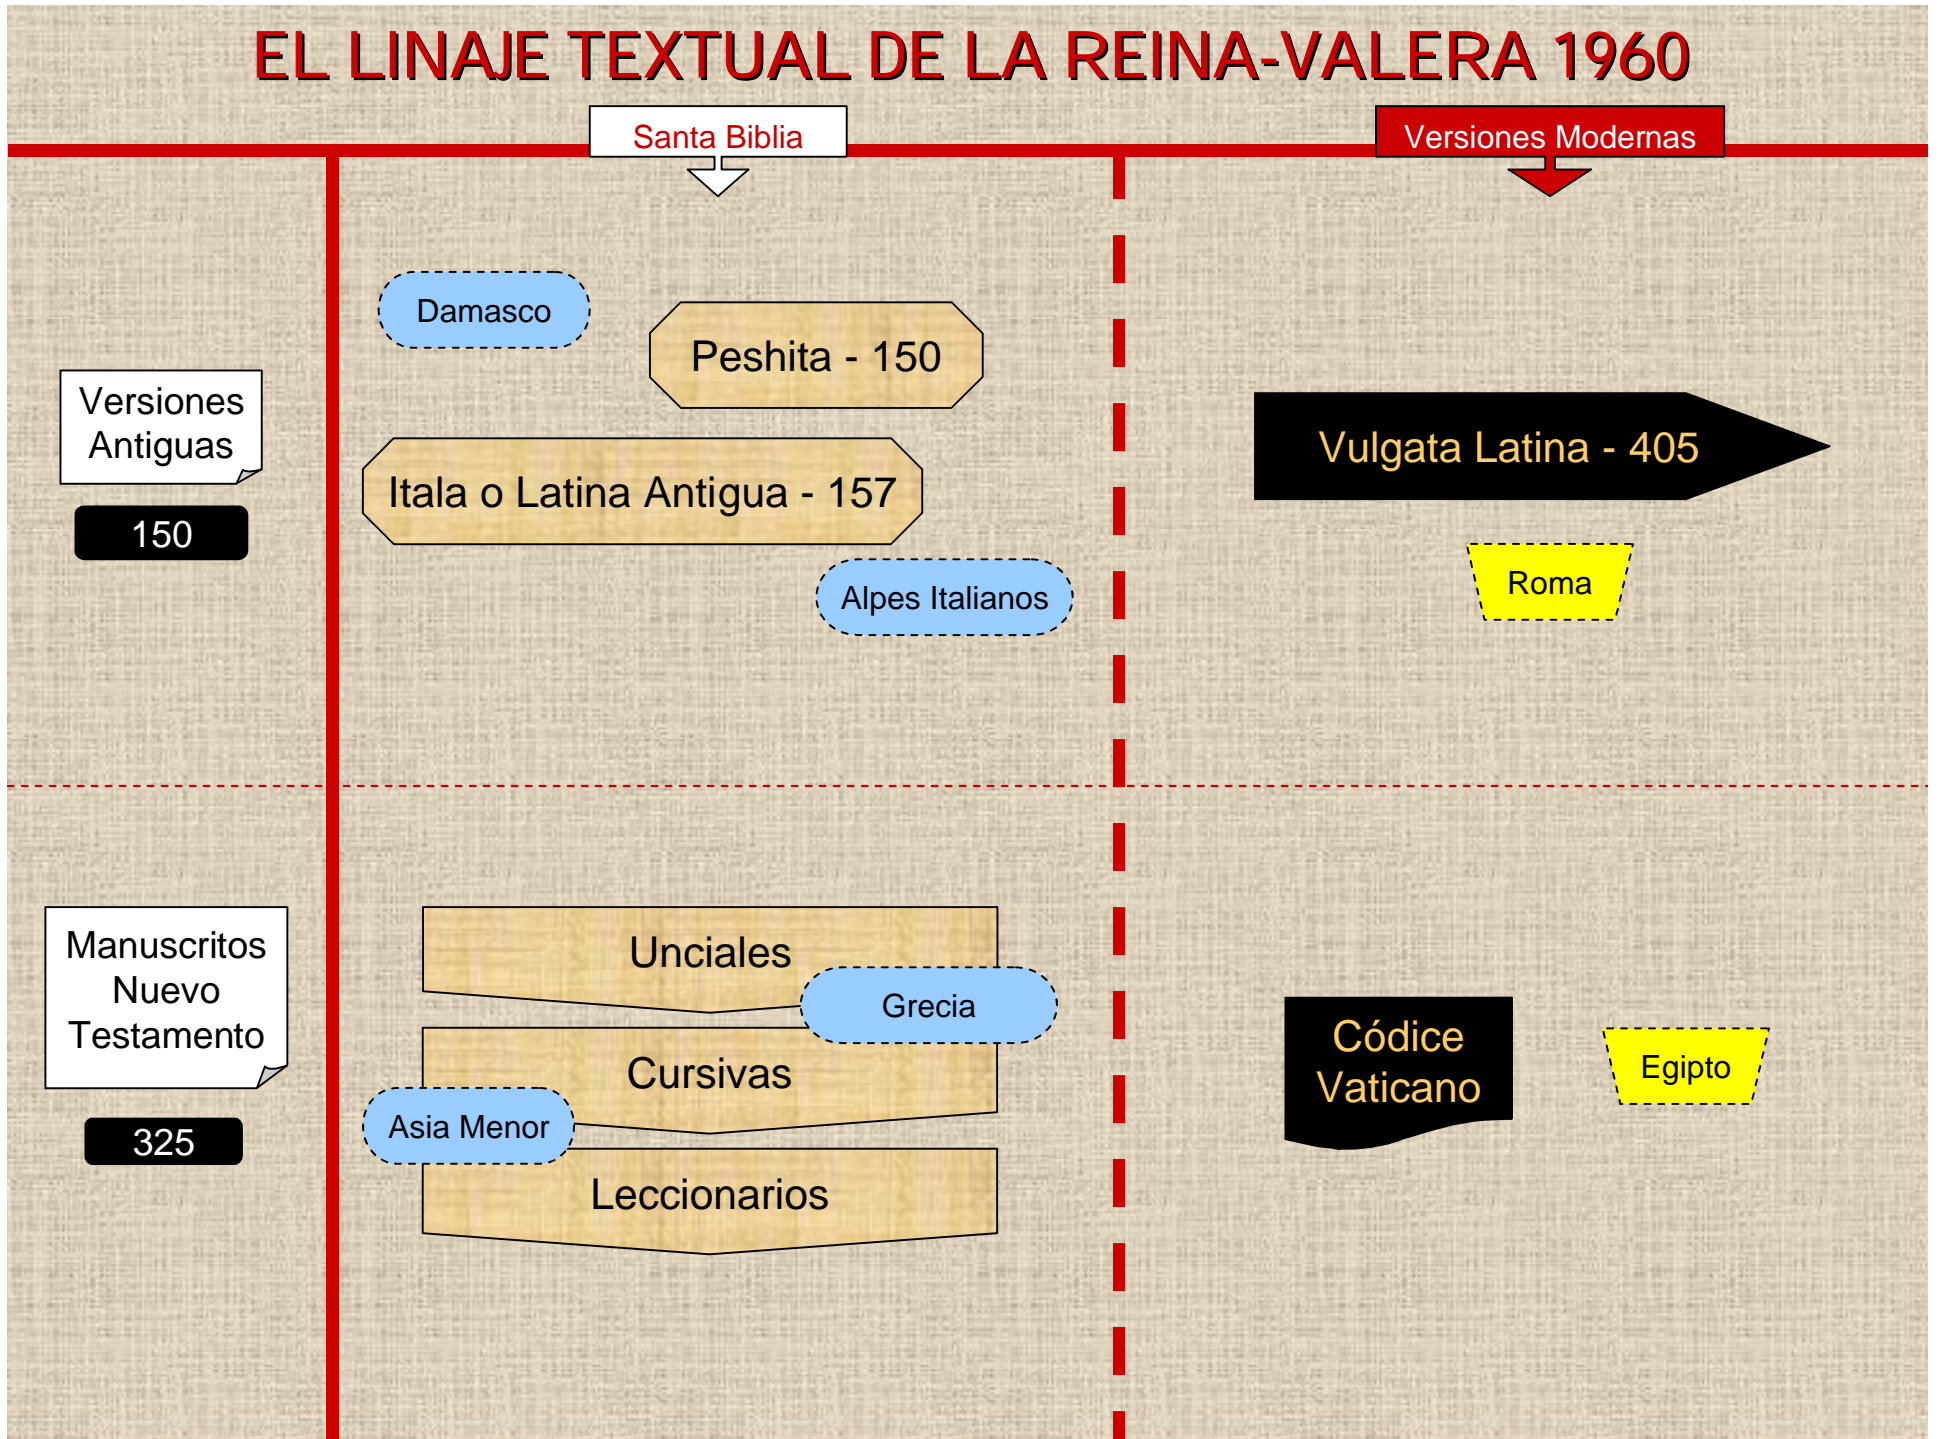 EL LINAJE TEXTUAL DE LA REINA-VALERA 1960
Santa Biblia
Versiones Modernas
Versiones
Antiguas
150
Damasco
Peshita - 150
Itala o Latina Antigua - 157
Alpes Italianos
Vulgata Latina - 405
Roma
Manuscritos
Nuevo
Testamento
325
Unciales
Grecia
Cursivas
Asia Menor
Leccionarios
Códice
Vaticano
Egipto